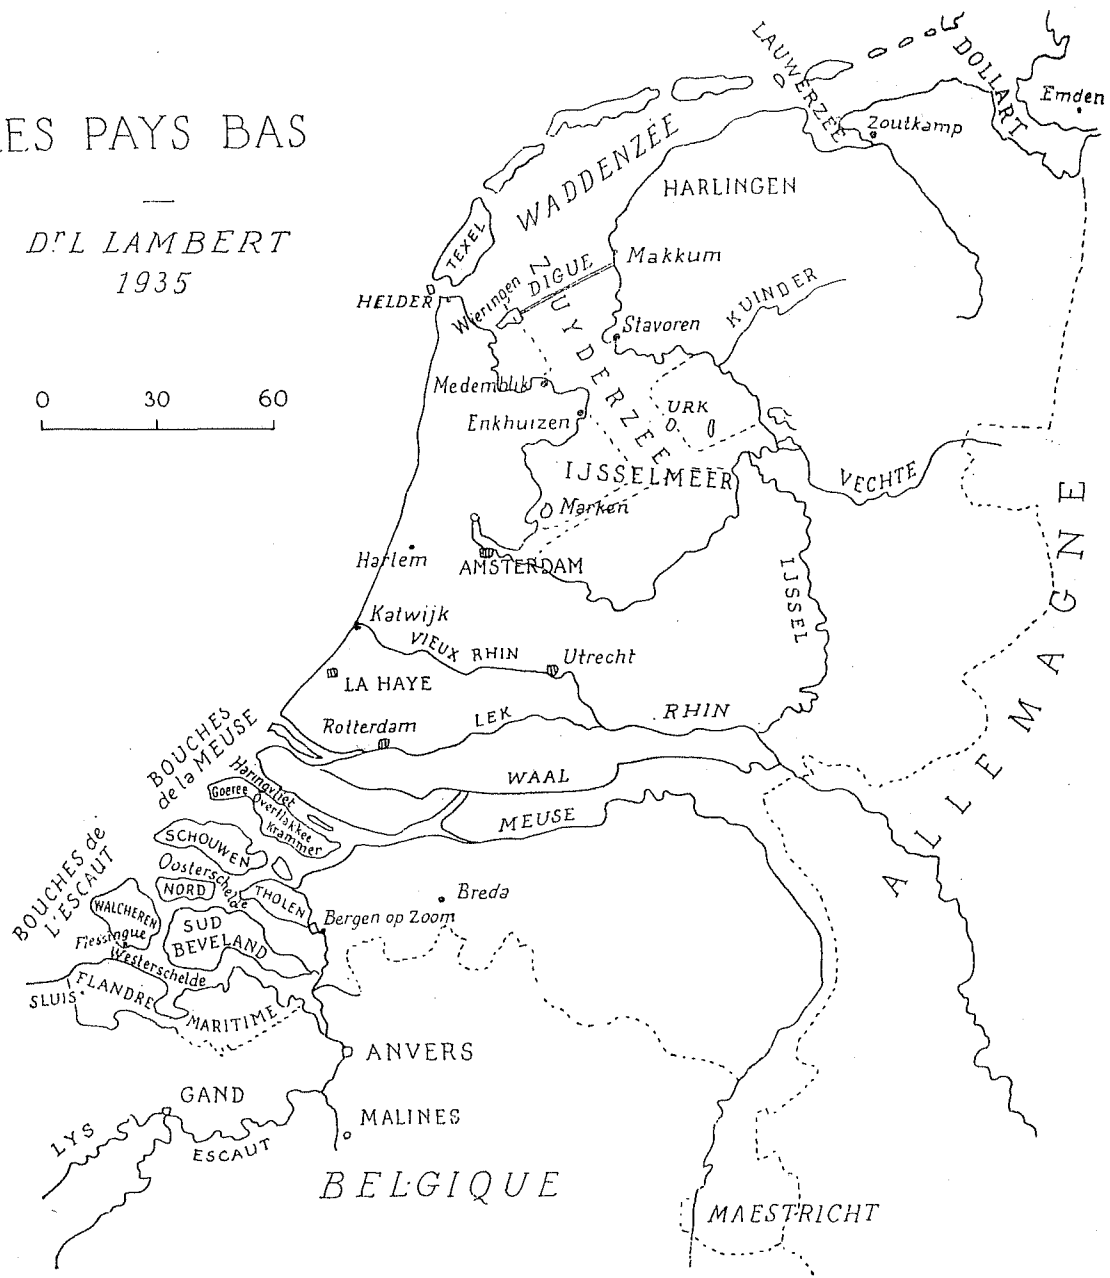 LES PAYS BAS
Dr L LAMBERT
1935
0 30 60
LAUWERZEE
DOLLART
Emden
Zoutkamp
WADDENZEE
HARLINGEN
TEXEL
Makkum
DIGUE
HELDER
Wieringen
ZUYDERZEE
KUINDER
Stavoren
Medemblik
Enkhuizen
URK
IJSSELMEER
VECHTE
Marken
Harlem
AMSTERDAM
IJSSEL
ALLEMAGNE
Katwijk
VIEUX RHIN
Utrecht
LA HAYE
Rotterdam
LEK
RHIN
BOUCHES
de la MEUSE
WAAL
MEUSE
Haringvliet
Goeree
Overflakkee
Krammer
SCHOUWEN
BOUCHES de
L'ESCAUT
Oosterschelde
NORD
THOLEN
Breda
WALCHEREN
SUD
BEVELAND
Bergen op Zoom
Flessingue
Westerschelde
SLUIS
FLANDRE
MARITIME
ANVERS
GAND
MALINES
LYS
ESCAUT
BELGIQUE
MAESTRICHT